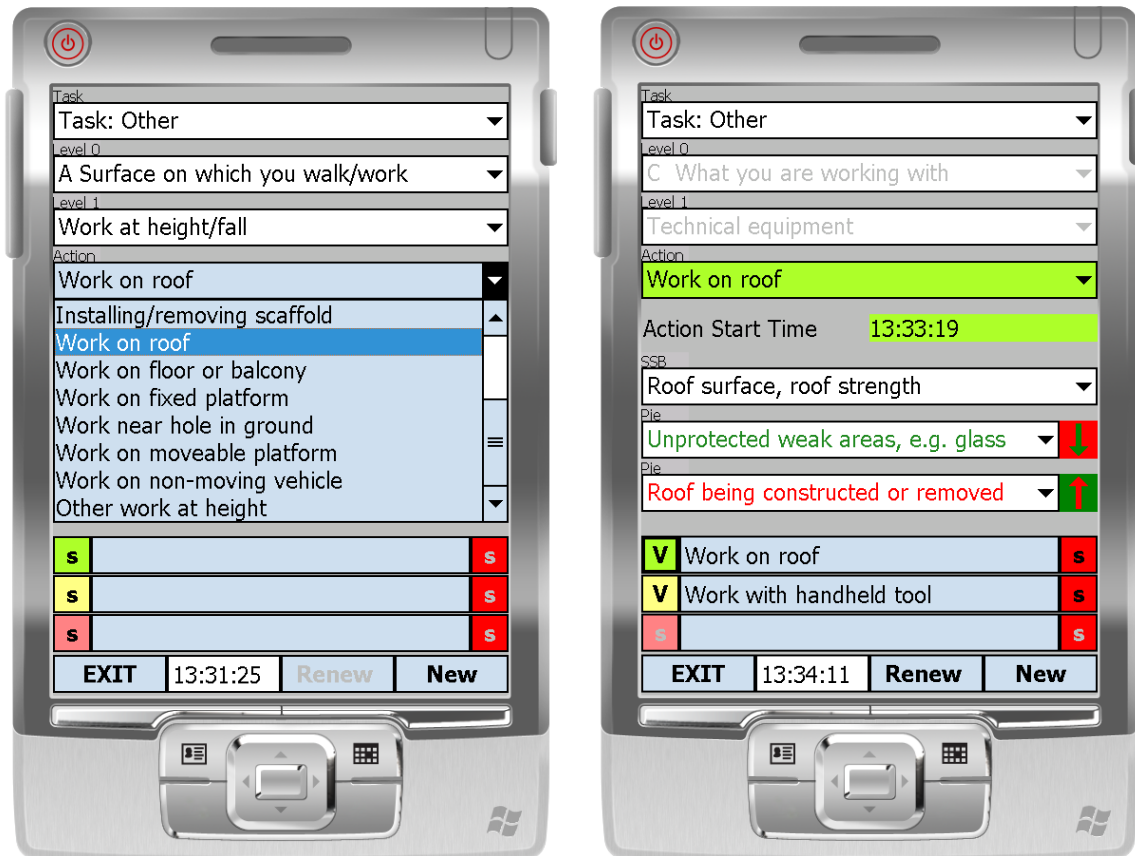 Task
Task: Other
Level 0
A Surface on which you walk/work
Level 1
Work at height/fall
Action
Work on roof
Installing/removing scaffold
Work on roof
Work on floor or balcony
Work on fixed platform
Work near hole in ground
Work on moveable platform
Work on non-moving vehicle
Other work at height
s s
s s
s s
EXIT 13:31:25 Renew New
Task
Task: Other
Level 0
C What you are working with
Level 1
Technical equipment
Action
Work on roof
Action Start Time 13:33:19
SSB
Roof surface, roof strength
Pie
Unprotected weak areas, e.g. glass
Pie
Roof being constructed or removed
V Work on roof s
V Work with handheld tool s
s s
EXIT 13:34:11 Renew New